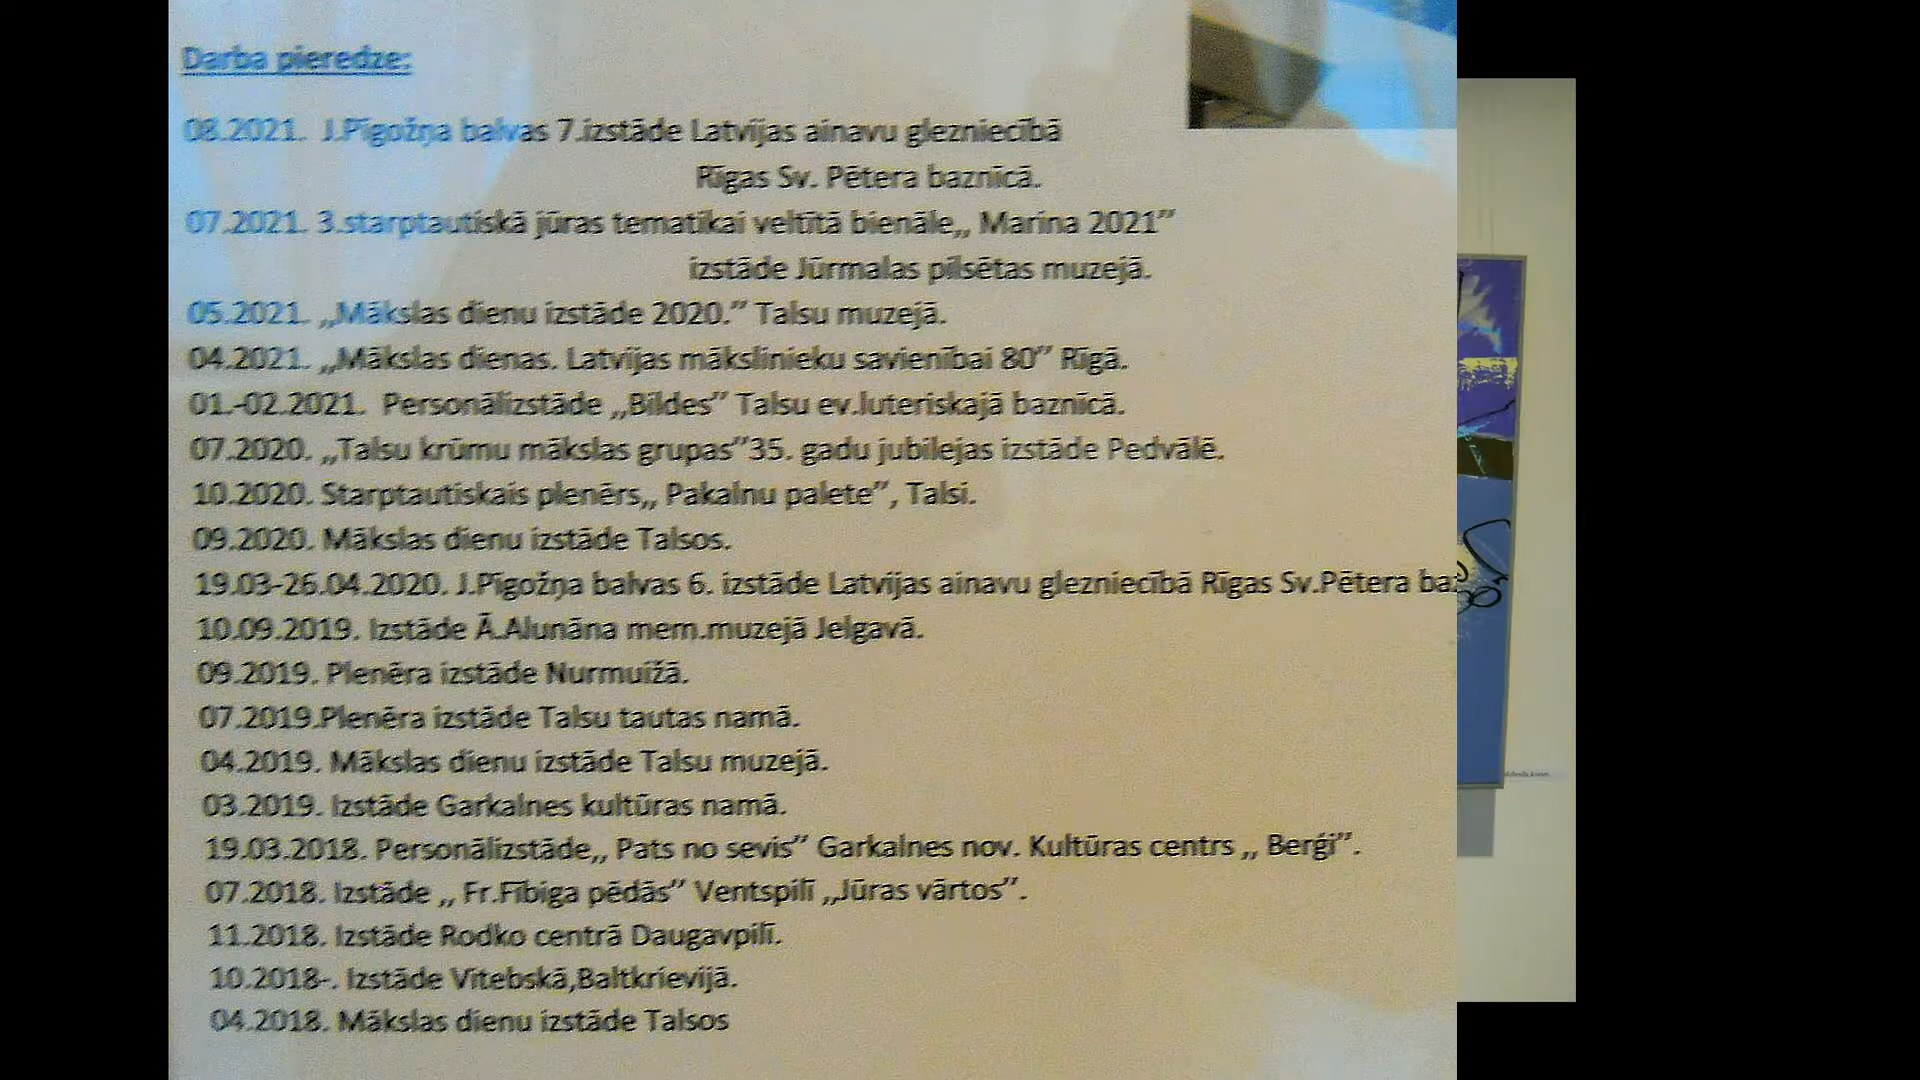 Darba pieredze:
08.2021. J.Pīgožņa balvas 7.izstāde Latvijas ainavu glezniecībā
Rīgas Sv. Pētera baznīcā.
07.2021. 3.starptautiskā jūras tematikai veltītā bienāle,, Marina 2021”
izstāde Jūrmalas pilsētas muzejā.
05.2021. ,,Mākslas dienu izstāde 2020.” Talsu muzejā.
04.2021. ,,Mākslas dienas. Latvijas mākslinieku savienībai 80” Rīgā.
01.-02.2021. Personālizstāde ,,Bildes” Talsu ev.luteriskajā baznīcā.
07.2020. ,,Talsu krūmu mākslas grupas”35. gadu jubilejas izstāde Pedvālē.
10.2020. Starptautiskais plenērs,, Pakalnu palete”, Talsi.
09.2020. Mākslas dienu izstāde Talsos.
19.03-26.04.2020. J.Pīgožņa balvas 6. izstāde Latvijas ainavu glezniecībā Rīgas Sv.Pētera
10.09.2019. Izstāde Ā.Alunāna mem.muzejā Jelgavā.
09.2019. Plenēra izstāde Nurmuižā.
07.2019.Plenēra izstāde Talsu tautas namā.
04.2019. Mākslas dienu izstāde Talsu muzejā.
03.2019. Izstāde Garkalnes kultūras namā.
19.03.2018. Personālizstāde,, Pats no sevis” Garkalnes nov. Kultūras centrs ,, Berģi”.
07.2018. Izstāde ,, Fr.Fībiga pēdās” Ventspilī ,,Jūras vārtos”.
11.2018. Izstāde Rodko centrā Daugavpilī.
10.2018-. Izstāde Vitebskā,Baltkrievijā.
04.2018. Mākslas dienu izstāde Talsos